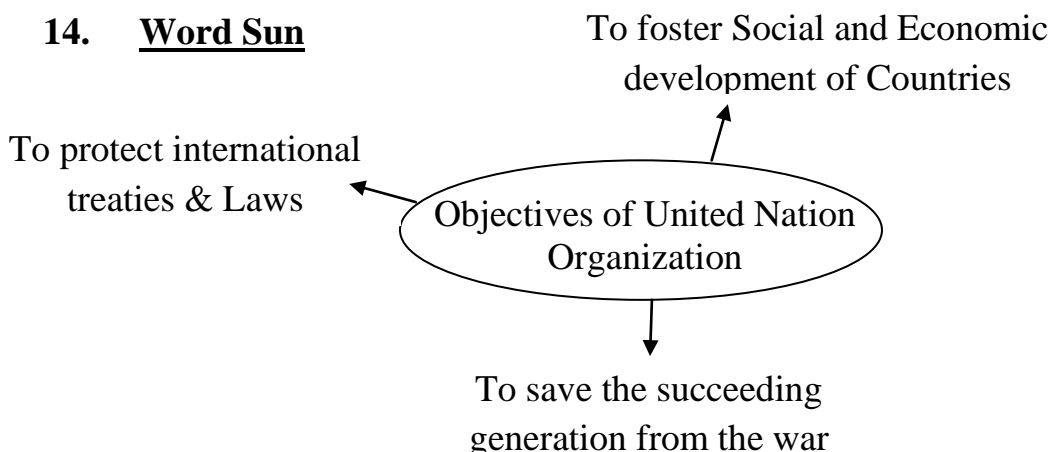 14. Word Sun
To foster Social and Economic
development of Countries
To protect international
treaties & Laws
Objectives of United Nation
Organization
To save the succeeding
generation from the war